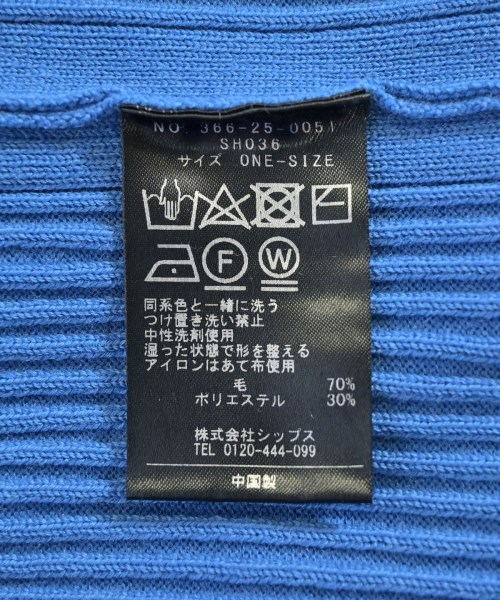 NO. 366-25-0051
SH036
サイズ ONE-SIZE
F W
同系色と一緒に洗う
つけ置き洗い禁止
中性洗剤使用
湿った状態で形を整える
アイロンはあて布使用
毛 70%
ポリエステル 30%
株式会社シップス
TEL 0120-444-099
中国製